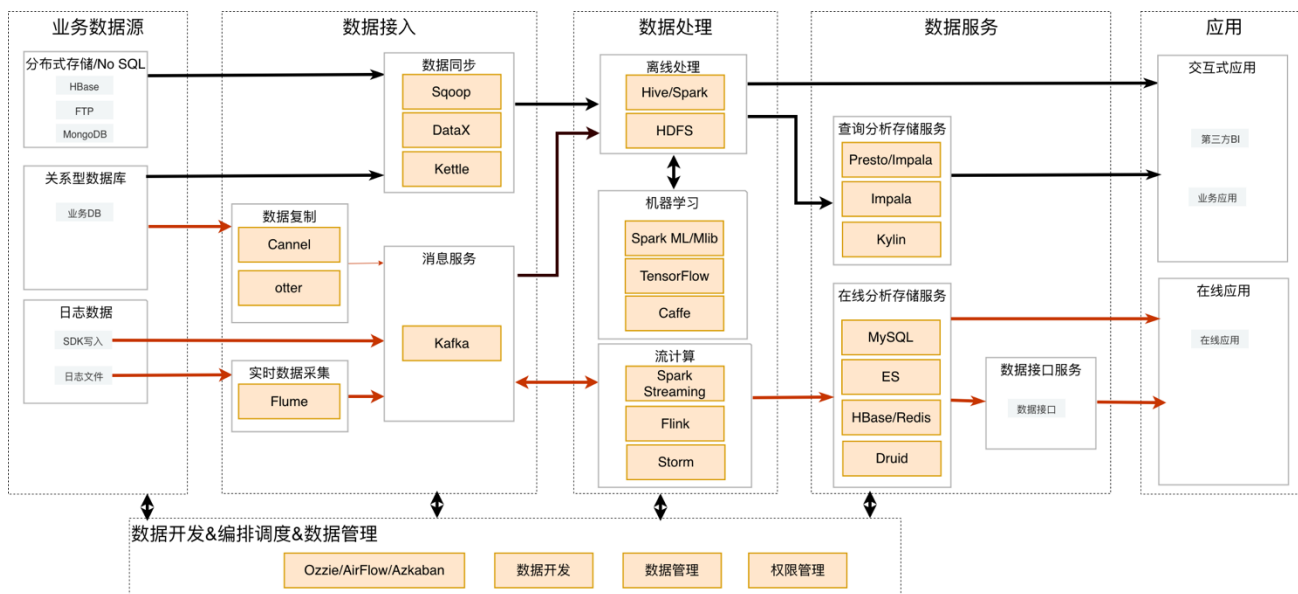 业务数据源
分布式存储/No SQL
HBase
FTP
MongoDB
关系型数据库
业务DB
日志数据
SDK写入
日志文件
数据接入
数据同步
Sqoop
DataX
Kettle
数据复制
Cannel
otter
实时数据采集
Flume
消息服务
Kafka
数据处理
离线处理
Hive/Spark
HDFS
机器学习
Spark ML/Mlib
TensorFlow
Caffe
流计算
Spark
Streaming
Flink
Storm
数据服务
查询分析存储服务
Presto/Impala
Impala
Kylin
在线分析存储服务
MySQL
ES
HBase/Redis
Druid
数据接口服务
数据接口
应用
交互式应用
第三方BI
业务应用
在线应用
在线应用
数据开发&编排调度&数据管理
Ozzie/AirFlow/Azkaban
数据开发
数据管理
权限管理